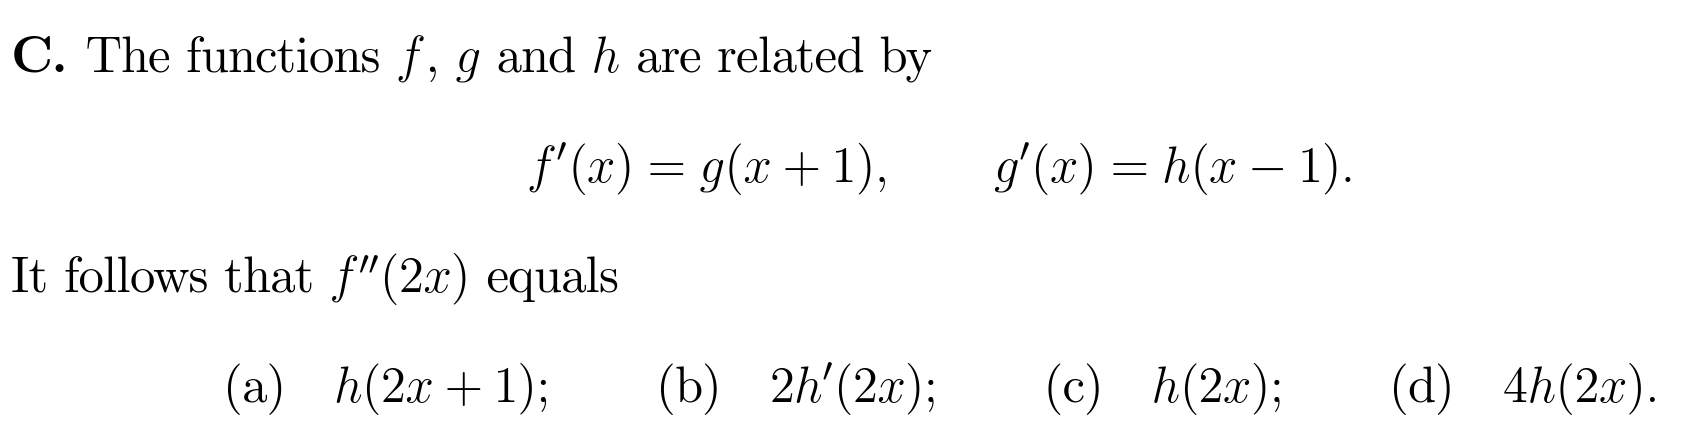 C. The functions f, g and h are related by
f′(x) = g(x + 1), g′(x) = h(x − 1).
It follows that f″(2x) equals
(a) h(2x + 1); (b) 2h′(2x); (c) h(2x); (d) 4h(2x).